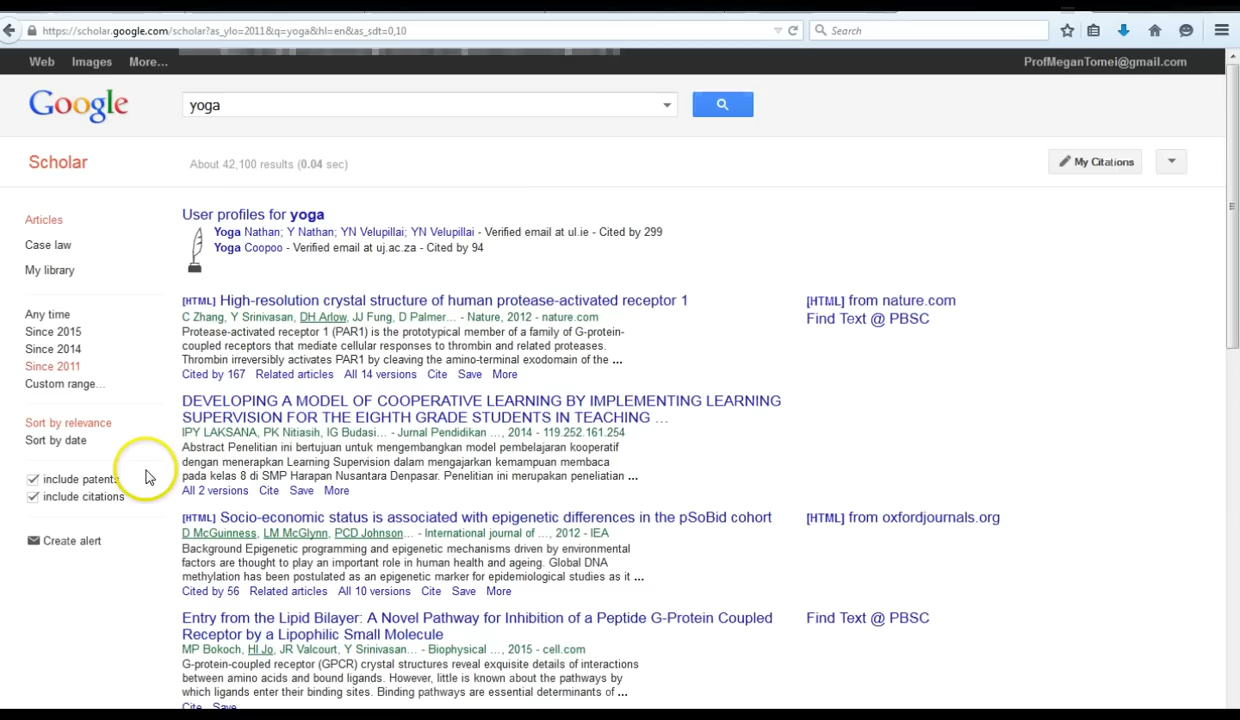 https://scholar.google.com/scholar?as_ylo=2011&q=yoga&hl=en&as_sdt=0,10
Search
Web Images More...
ProfMeganTomei@gmail.com
Google
yoga
Scholar
About 42,100 results (0.04 sec)
My Citations
Articles
Case law
My library
Any time
Since 2015
Since 2014
Since 2011
Custom range...
Sort by relevance
Sort by date
include patents
include citations
Create alert
User profiles for yoga
Yoga Nathan; Y Nathan; YN Velupillai; YN Velupillai - Verified email at ul.ie - Cited by 299
Yoga Coopoo - Verified email at uj.ac.za - Cited by 94
[HTML] High-resolution crystal structure of human protease-activated receptor 1
C Zhang, Y Srinivasan, DH Arlow, JJ Fung, D Palmer... - Nature, 2012 - nature.com
Protease-activated receptor 1 (PAR1) is the prototypical member of a family of G-protein-
coupled receptors that mediate cellular responses to thrombin and related proteases.
Thrombin irreversibly activates PAR1 by cleaving the amino-terminal exodomain of the ...
Cited by 167 Related articles All 14 versions Cite Save More
[HTML] from nature.com
Find Text @ PBSC
DEVELOPING A MODEL OF COOPERATIVE LEARNING BY IMPLEMENTING LEARNING
SUPERVISION FOR THE EIGHTH GRADE STUDENTS IN TEACHING ...
IPY LAKSANA, PK Nitiasih, IG Budasi... - Jurnal Pendidikan ..., 2014 - 119.252.161.254
Abstract Penelitian ini bertujuan untuk mengembangkan model pembelajaran kooperatif
dengan menerapkan Learning Supervision dalam mengajarkan kemampuan membaca
pada kelas 8 di SMP Harapan Nusantara Denpasar. Penelitian ini merupakan peneliatian ...
All 2 versions Cite Save More
[HTML] Socio-economic status is associated with epigenetic differences in the pSoBid cohort
D McGuinness, LM McGlynn, PCD Johnson... - International journal of ..., 2012 - IEA
Background Epigenetic programming and epigenetic mechanisms driven by environmental
factors are thought to play an important role in human health and ageing. Global DNA
methylation has been postulated as an epigenetic marker for epidemiological studies as it ...
Cited by 56 Related articles All 10 versions Cite Save More
[HTML] from oxfordjournals.org
Entry from the Lipid Bilayer: A Novel Pathway for Inhibition of a Peptide G-Protein Coupled
Receptor by a Lipophilic Small Molecule
MP Bokoch, HI Jo, JR Valcourt, Y Srinivasan... - Biophysical ..., 2015 - cell.com
G-protein-coupled receptor (GPCR) crystal structures reveal exquisite details of interactions
between amino acids and bound ligands. However, little is known about the pathways by
which ligands enter their binding sites. Binding pathways are essential determinants of ...
Cite Save
Find Text @ PBSC